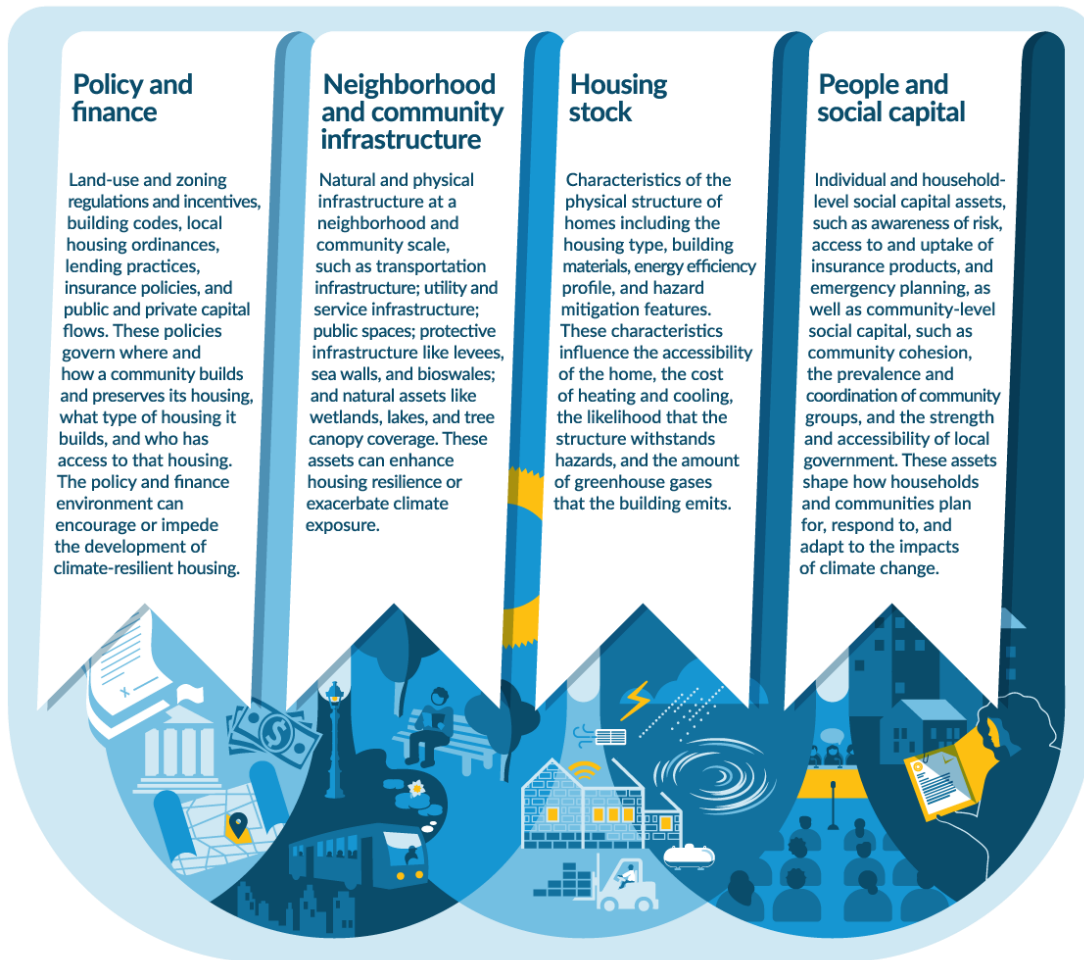 Policy and
finance
Land-use and zoning
regulations and incentives,
building codes, local
housing ordinances,
lending practices,
insurance policies, and
public and private capital
flows. These policies
govern where and
how a community builds
and preserves its housing,
what type of housing it
builds, and who has
access to that housing.
The policy and finance
environment can
encourage or impede
the development of
climate-resilient housing.
Neighborhood
and community
infrastructure
Natural and physical
infrastructure at a
neighborhood and
community scale,
such as transportation
infrastructure; utility and
service infrastructure;
public spaces; protective
infrastructure like levees,
sea walls, and bioswales;
and natural assets like
wetlands, lakes, and tree
canopy coverage. These
assets can enhance
housing resilience or
exacerbate climate
exposure.
Housing
stock
Characteristics of the
physical structure of
homes including the
housing type, building
materials, energy efficiency
profile, and hazard
mitigation features.
These characteristics
influence the accessibility
of the home, the cost
of heating and cooling,
the likelihood that the
structure withstands
hazards, and the amount
of greenhouse gases
that the building emits.
People and
social capital
Individual and household-
level social capital assets,
such as awareness of risk,
access to and uptake of
insurance products, and
emergency planning, as
well as community-level
social capital, such as
community cohesion,
the prevalence and
coordination of community
groups, and the strength
and accessibility of local
government. These assets
shape how households
and communities plan
for, respond to, and
adapt to the impacts
of climate change.
x
$